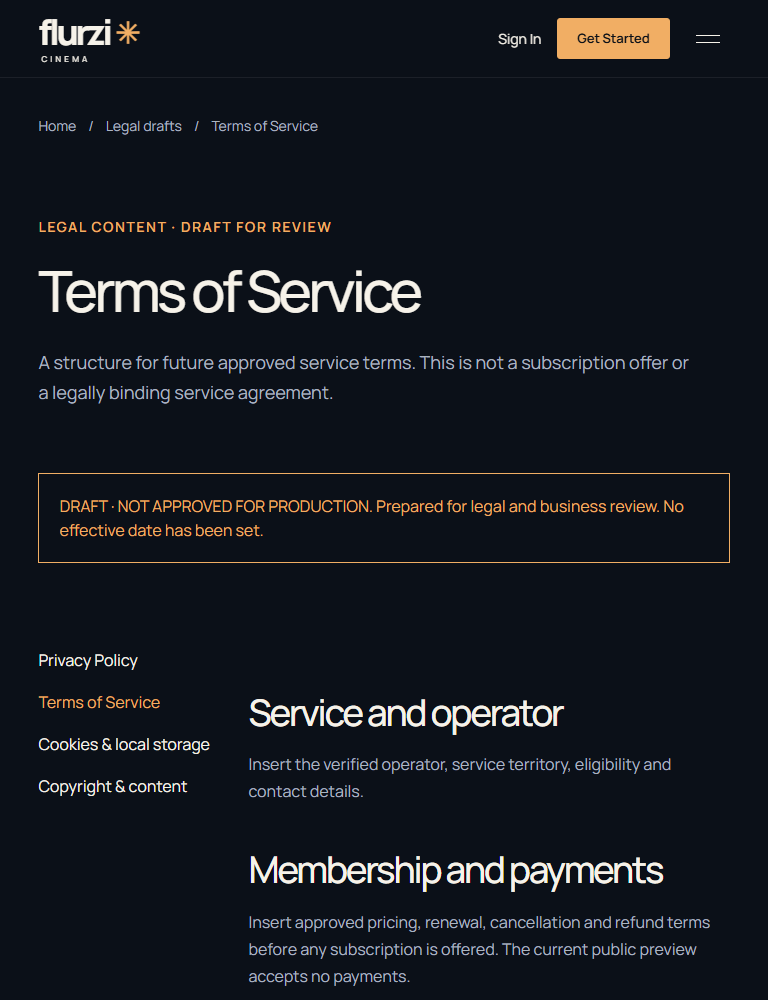 flurzi
CINEMA
Sign In
Get Started
Home / Legal drafts / Terms of Service
LEGAL CONTENT · DRAFT FOR REVIEW
Terms of Service
A structure for future approved service terms. This is not a subscription offer or
a legally binding service agreement.
DRAFT · NOT APPROVED FOR PRODUCTION. Prepared for legal and business review. No
effective date has been set.
Privacy Policy
Terms of Service
Cookies & local storage
Copyright & content
Service and operator
Insert the verified operator, service territory, eligibility and
contact details.
Membership and payments
Insert approved pricing, renewal, cancellation and refund terms
before any subscription is offered. The current public preview
accepts no payments.